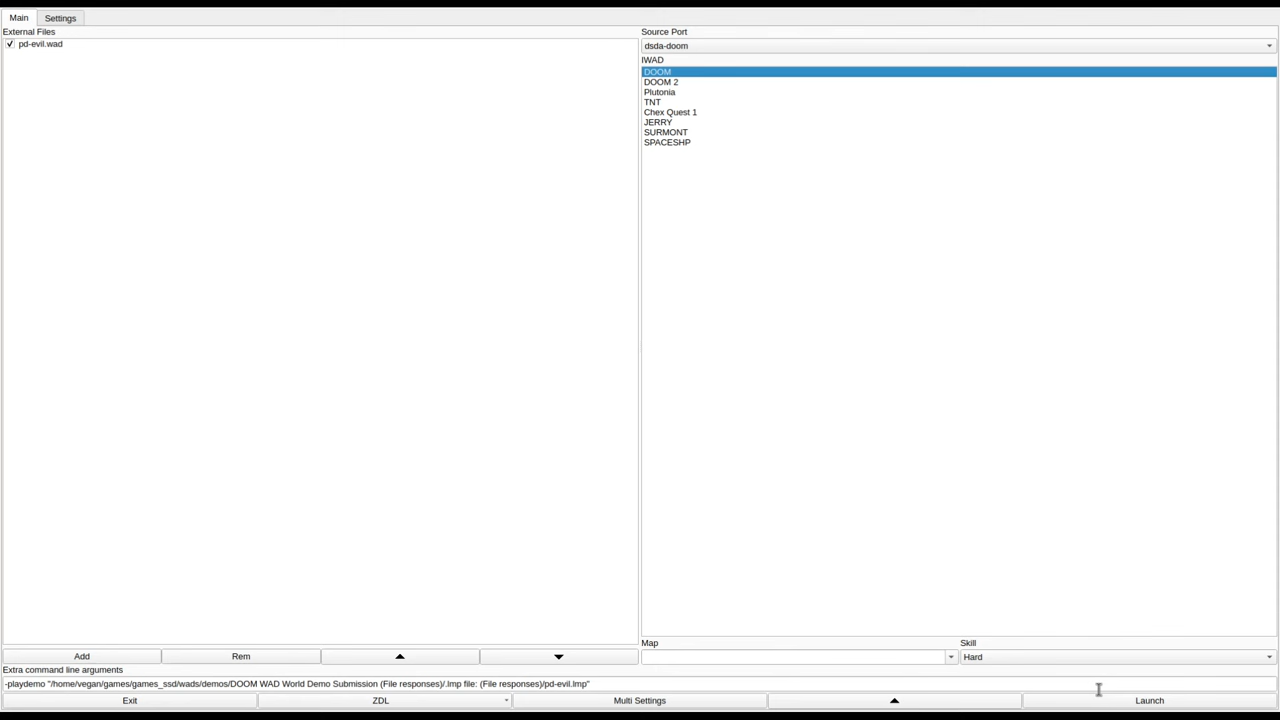 Main Settings
External Files
pd-evil.wad
Source Port
dsda-doom
IWAD
DOOM
DOOM 2
Plutonia
TNT
Chex Quest 1
JERRY
SURMONT
SPACESHP
Map
Skill
Hard
Add Rem
Extra command line arguments
-playdemo "/home/vegan/games/games_ssd/wads/demos/DOOM WAD World Demo Submission (File responses)/.lmp file: (File responses)/pd-evil.lmp"
Exit ZDL Multi Settings Launch